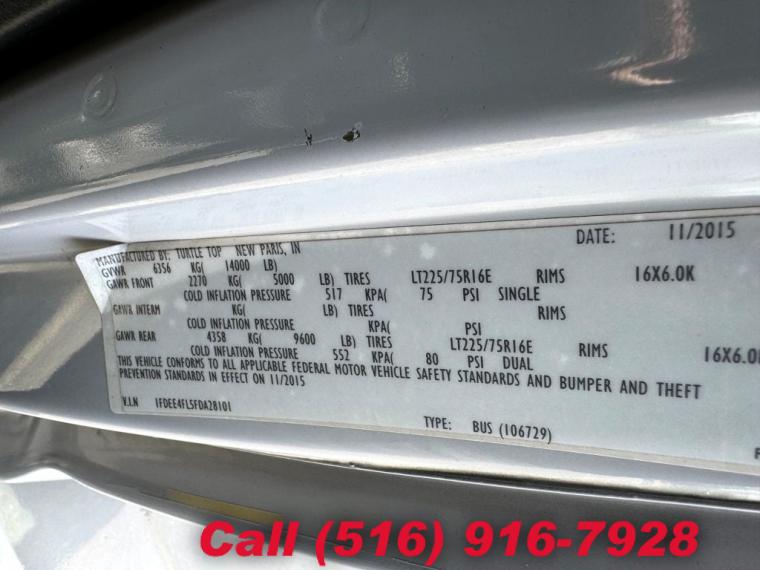 MANUFACTURED BY: TURTLE TOP NEW PARIS, IN DATE: 11/2015
GVWR 6356 KG( 14000 LB)
GAWR FRONT 2270 KG( 5000 LB) TIRES LT225/75R16E RIMS 16X6.0K
COLD INFLATION PRESSURE 517 KPA( 75 PSI SINGLE
GAWR INTERM KG( LB) TIRES RIMS
COLD INFLATION PRESSURE KPA( PSI
GAWR REAR 4358 KG( 9600 LB) TIRES LT225/75R16E RIMS 16X6.0
COLD INFLATION PRESSURE 552 KPA( 80 PSI DUAL
THIS VEHICLE CONFORMS TO ALL APPLICABLE FEDERAL MOTOR VEHICLE SAFETY STANDARDS AND BUMPER AND THEFT
PREVENTION STANDARDS IN EFFECT ON 11/2015
V.I.N 1FDEE4FL5FDA28101
TYPE: BUS (106729)
Call (516) 916-7928